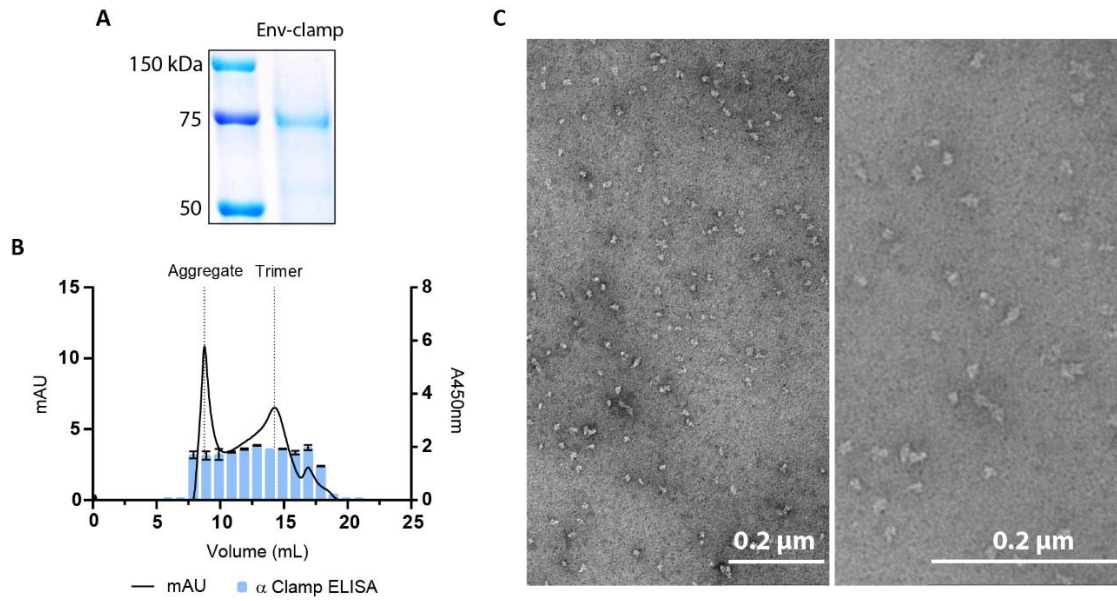 A
Env-clamp
150 kDa
75
50
B
Aggregate Trimer
15
10
5
0
mAU
8
6
4
2
0
A450nm
0 5 10 15 20 25
Volume (mL)
mAU α Clamp ELISA
C
0.2 µm
0.2 µm